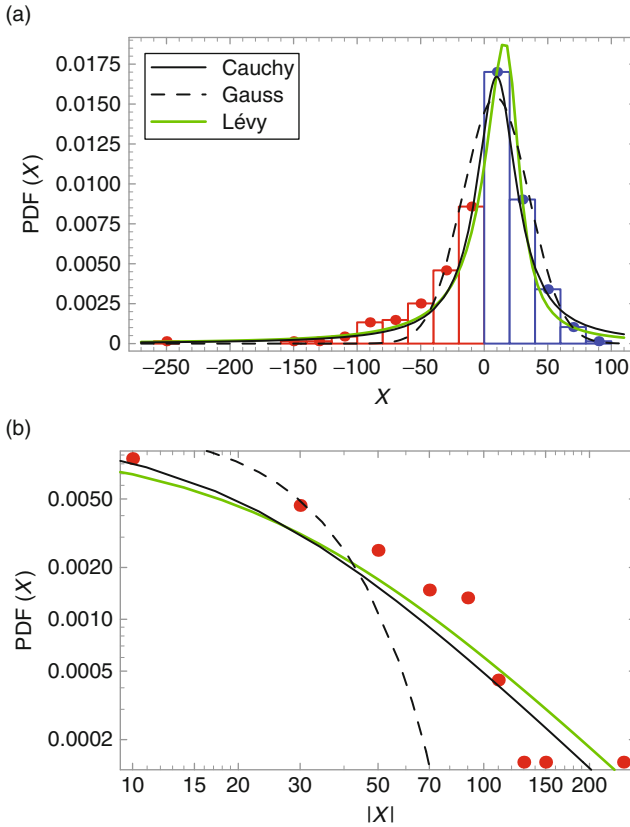 (a)
0.0175
0.0150
0.0125
0.0100
0.0075
0.0050
0.0025
0
PDF (X)
Cauchy
Gauss
Lévy
−250 −200 −150 −100 −50 0 50 100
X
(b)
0.0050
0.0020
0.0010
0.0005
0.0002
PDF (X)
10 15 20 30 50 70 100 150 200
|X|